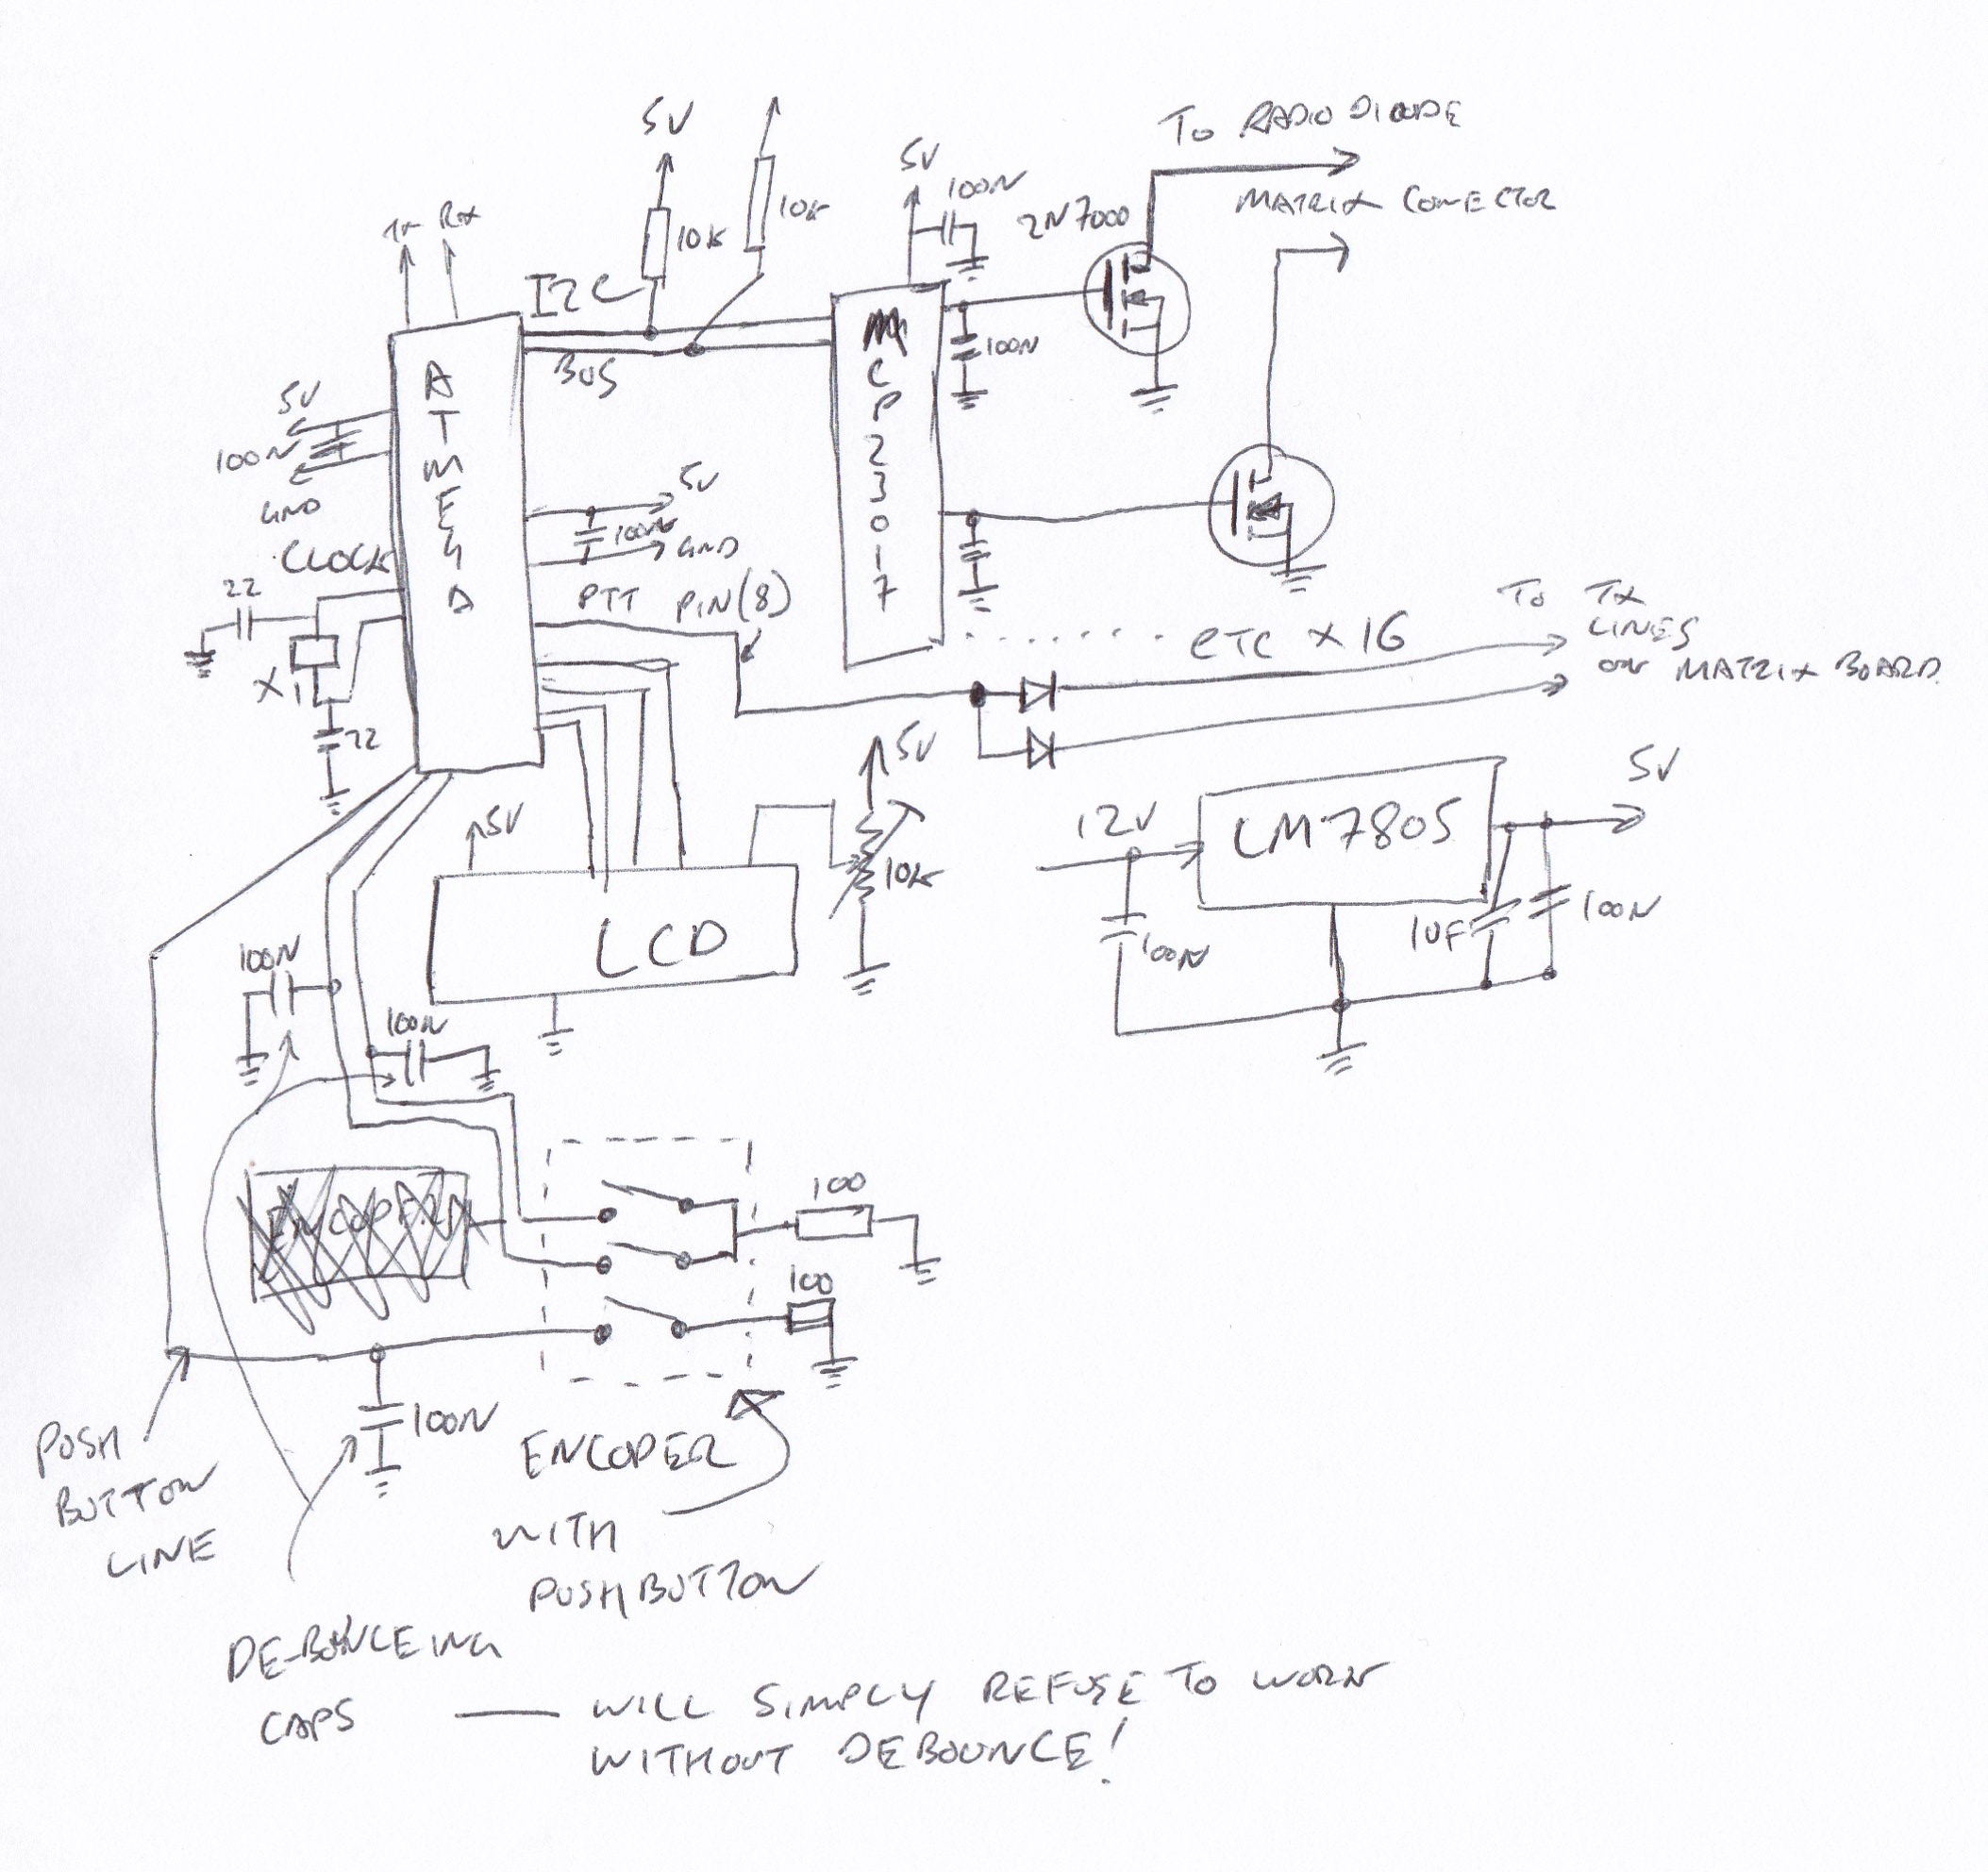 5V
10K
10K
TX RX
I2C
BUS
5V
100N
2N7000
TO RADIO DIODE
MATRIX CONECTOR
100N
ATMEGA
MCP23017
5V
100N
GND
CLOCK
22
X1
22
5V
100N
GND
PTT PIN(8)
ETC X 16
TO TX
LINES
ON MATRIX BOARD
5V
10K
5V
LCD
12V
LM7805
5V
100N
1UF
100N
100N
100N
ENCODER
100
100
100N
PUSH
BUTTON
LINE
ENCODER
WITH
PUSHBUTTON
DE-BOUNCEING
CAPS — WILL SIMPLY REFUSE TO WORK
WITHOUT DEBOUNCE!